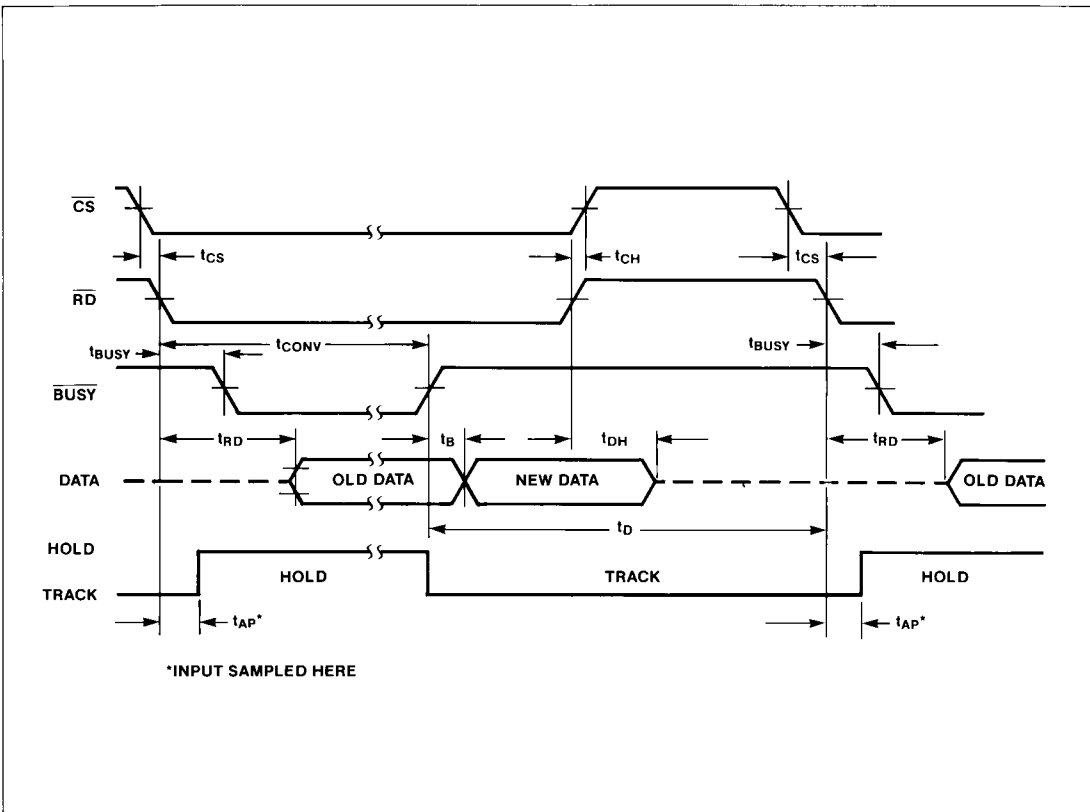 CS
tCS
tCH
tCS
RD
tBUSY
tCONV
tBUSY
BUSY
tRD
tB
tDH
tRD
DATA
OLD DATA
NEW DATA
OLD DATA
tD
HOLD
HOLD
TRACK
HOLD
TRACK
tAP*
tAP*
*INPUT SAMPLED HERE